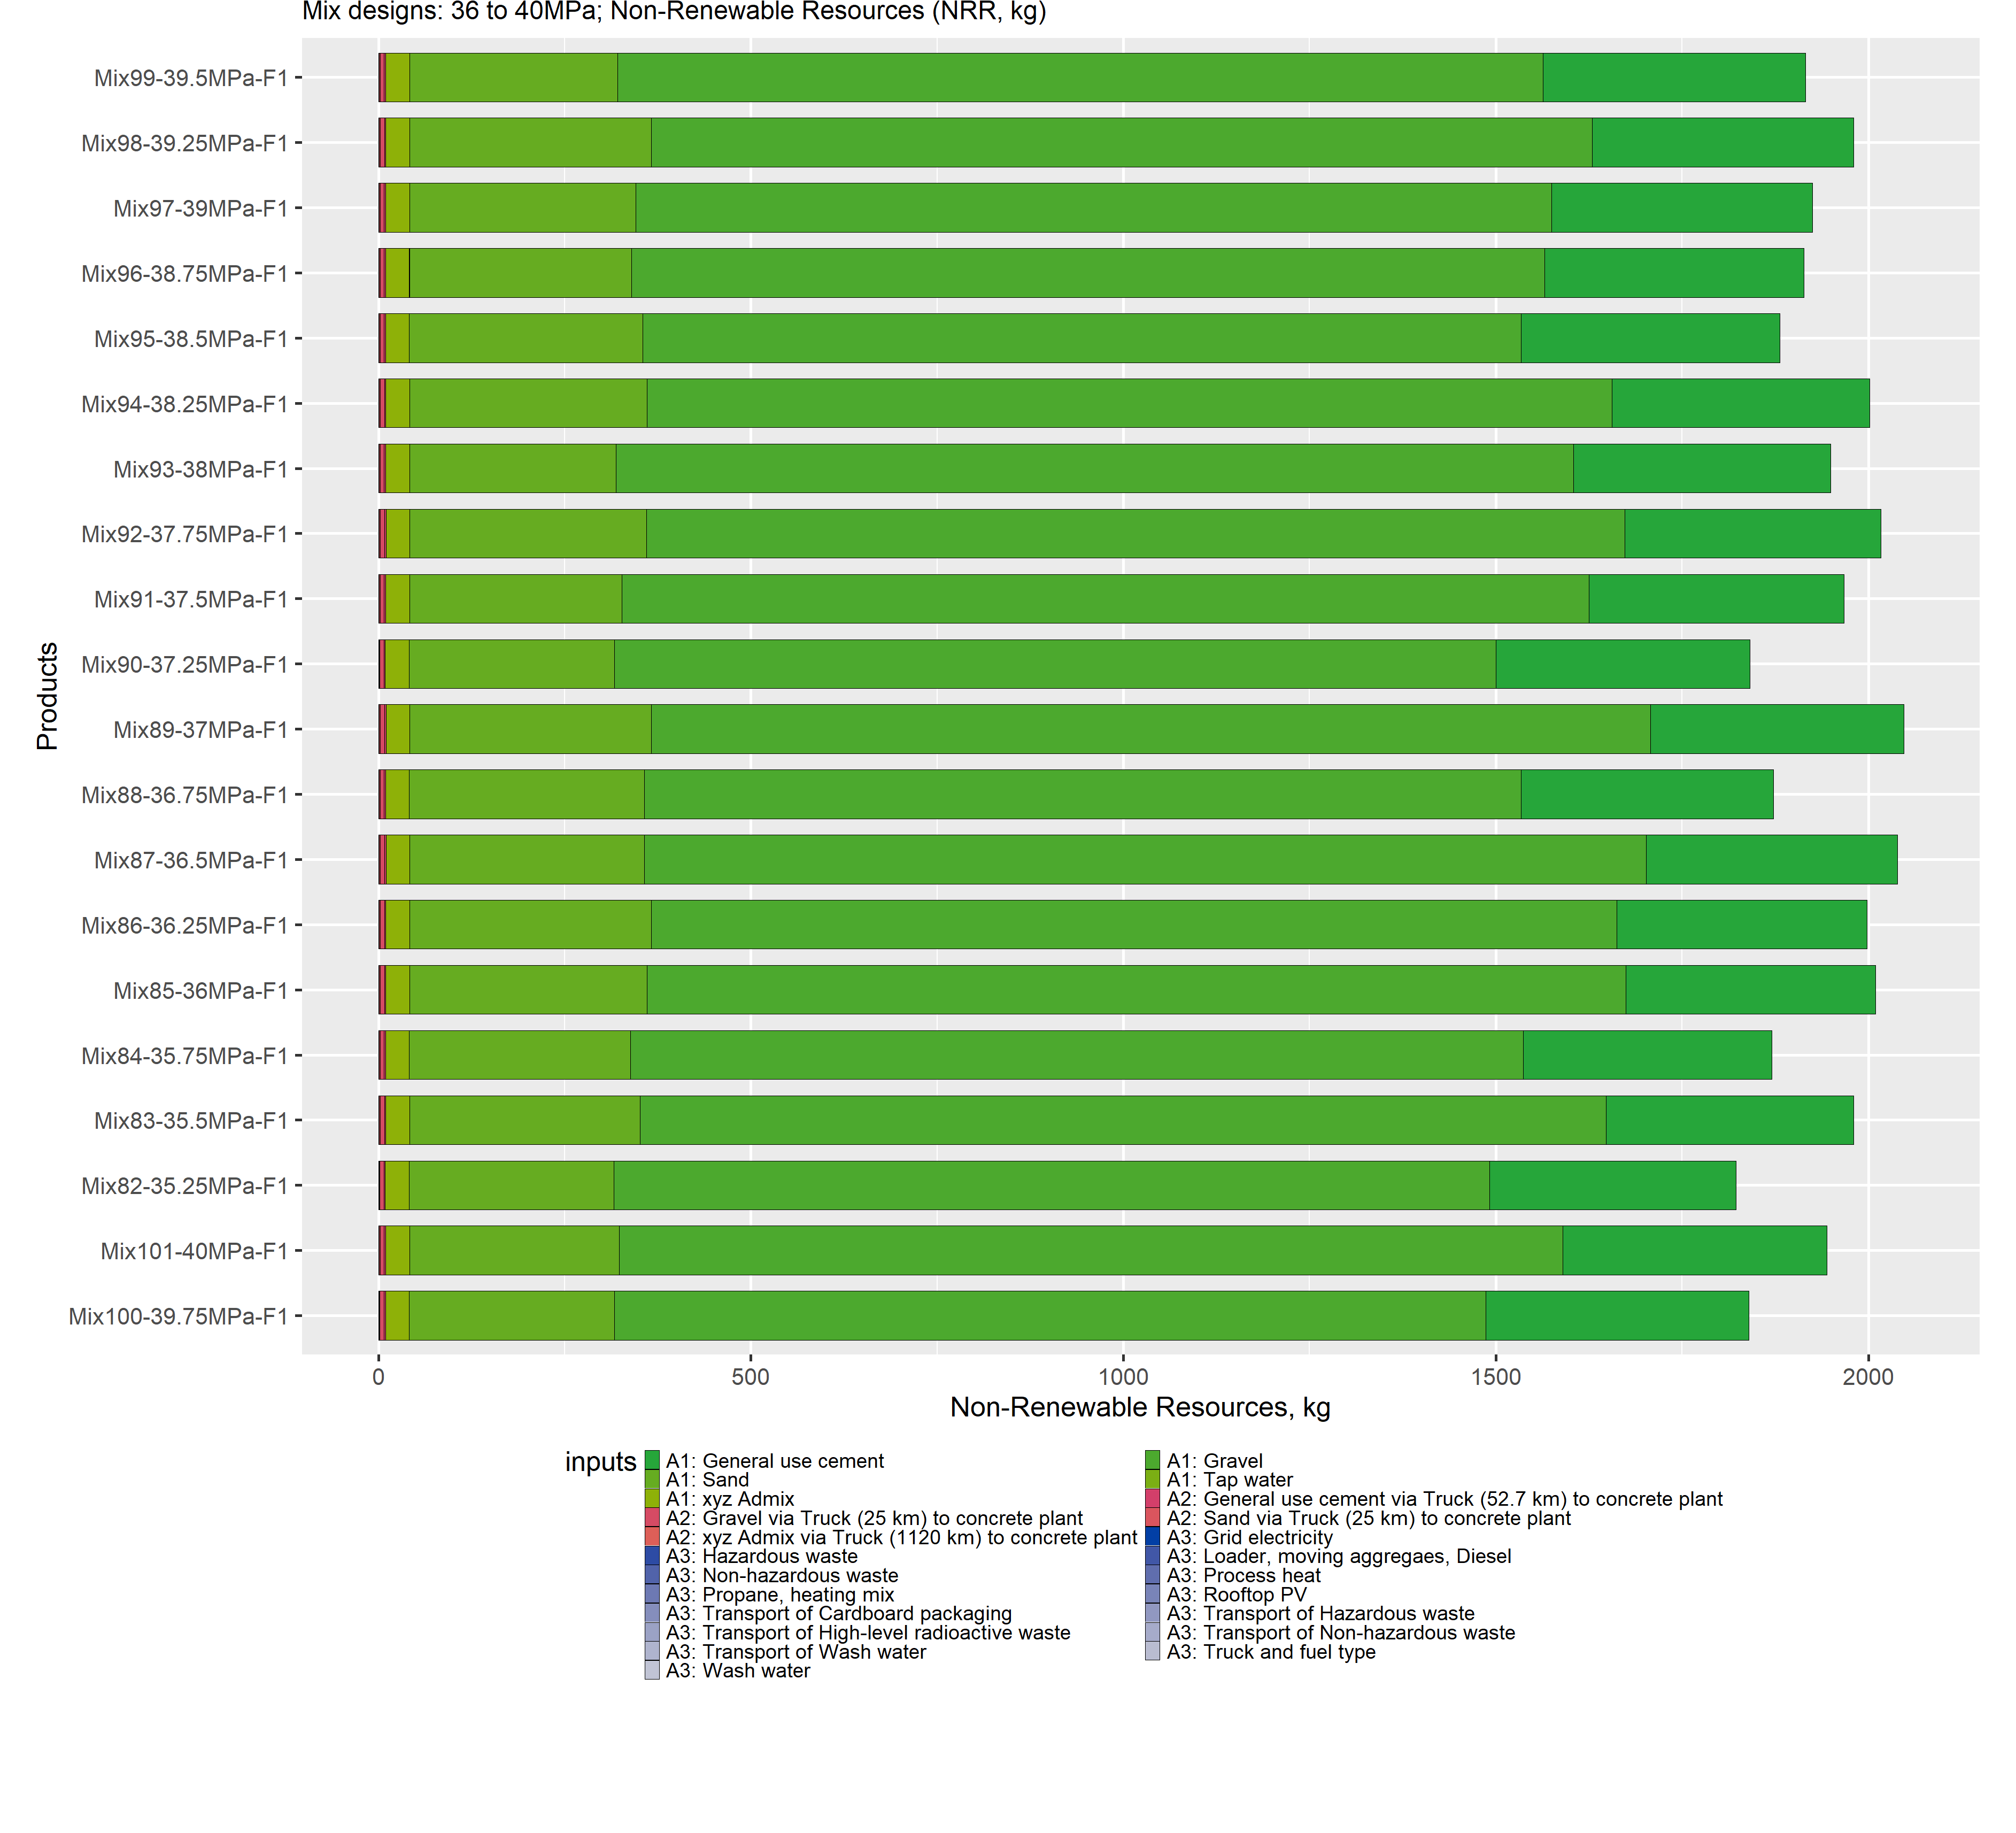 Mix designs: 36 to 40MPa; Non-Renewable Resources (NRR, kg)
Mix99-39.5MPa-F1
Mix98-39.25MPa-F1
Mix97-39MPa-F1
Mix96-38.75MPa-F1
Mix95-38.5MPa-F1
Mix94-38.25MPa-F1
Mix93-38MPa-F1
Mix92-37.75MPa-F1
Mix91-37.5MPa-F1
Mix90-37.25MPa-F1
Mix89-37MPa-F1
Mix88-36.75MPa-F1
Mix87-36.5MPa-F1
Mix86-36.25MPa-F1
Mix85-36MPa-F1
Mix84-35.75MPa-F1
Mix83-35.5MPa-F1
Mix82-35.25MPa-F1
Mix101-40MPa-F1
Mix100-39.75MPa-F1
Products
0 500 1000 1500 2000
Non-Renewable Resources, kg
inputs
A1: General use cement A1: Gravel
A1: Sand A1: Tap water
A1: xyz Admix A2: General use cement via Truck (52.7 km) to concrete plant
A2: Gravel via Truck (25 km) to concrete plant A2: Sand via Truck (25 km) to concrete plant
A2: xyz Admix via Truck (1120 km) to concrete plant A3: Grid electricity
A3: Hazardous waste A3: Loader, moving aggregaes, Diesel
A3: Non-hazardous waste A3: Process heat
A3: Propane, heating mix A3: Rooftop PV
A3: Transport of Cardboard packaging A3: Transport of Hazardous waste
A3: Transport of High-level radioactive waste A3: Transport of Non-hazardous waste
A3: Transport of Wash water A3: Truck and fuel type
A3: Wash water